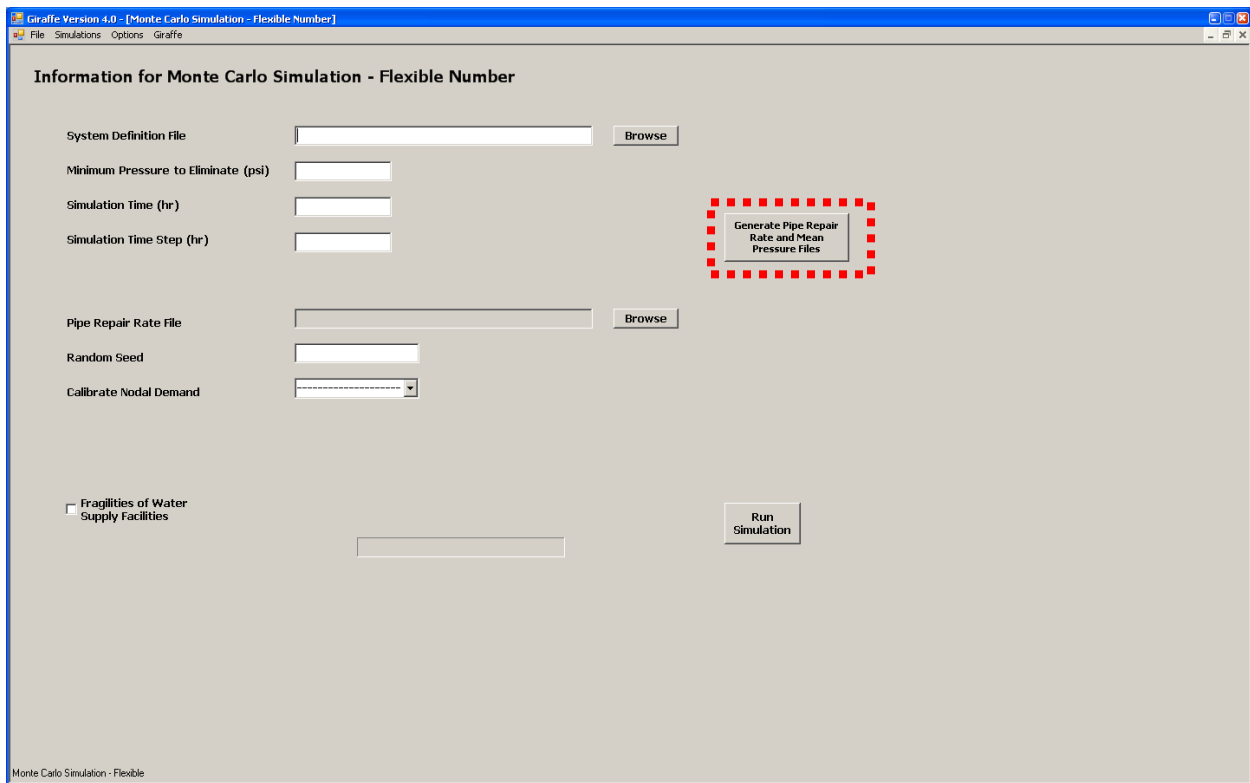 Giraffe Version 4.0 - [Monte Carlo Simulation - Flexible Number]
File Simulations Options Giraffe
Information for Monte Carlo Simulation - Flexible Number
System Definition File
Browse
Minimum Pressure to Eliminate (psi)
Simulation Time (hr)
Simulation Time Step (hr)
Generate Pipe Repair
Rate and Mean
Pressure Files
Pipe Repair Rate File
Browse
Random Seed
Calibrate Nodal Demand
--------------------
Fragilities of Water
Supply Facilities
Run
Simulation
Monte Carlo Simulation - Flexible